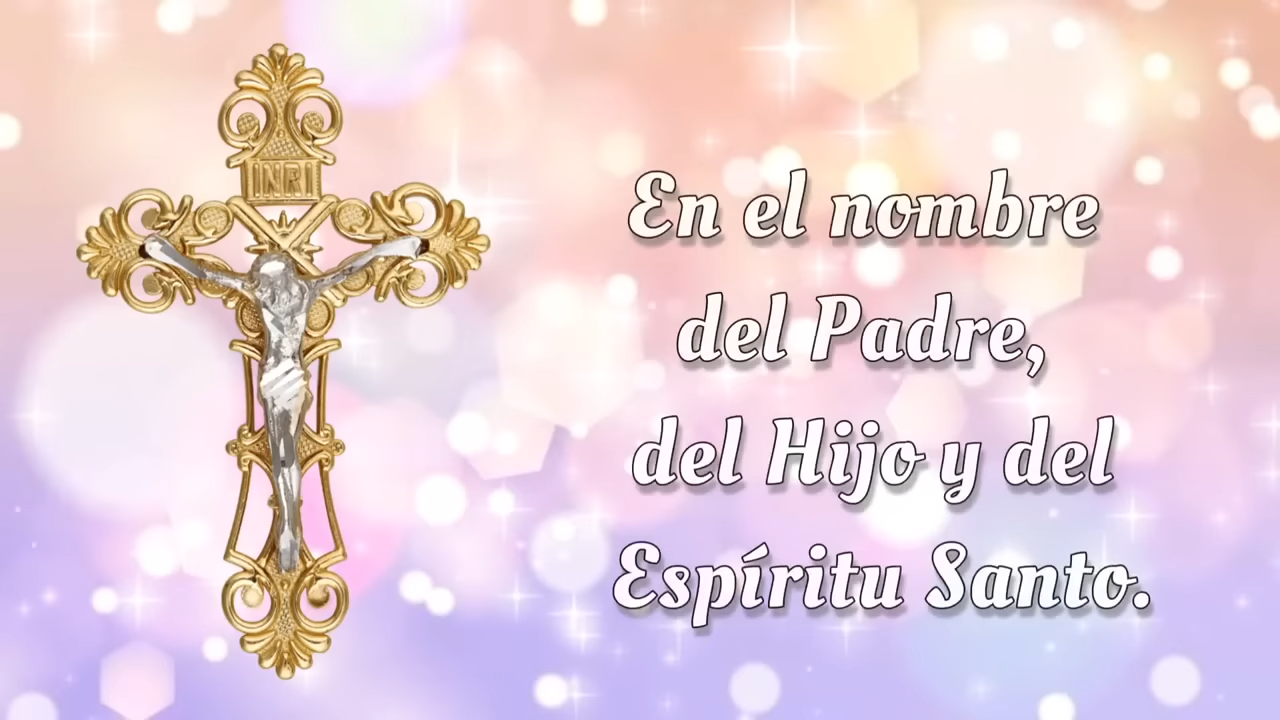 INRI
En el nombre
del Padre,
del Hijo y del
Espíritu Santo.